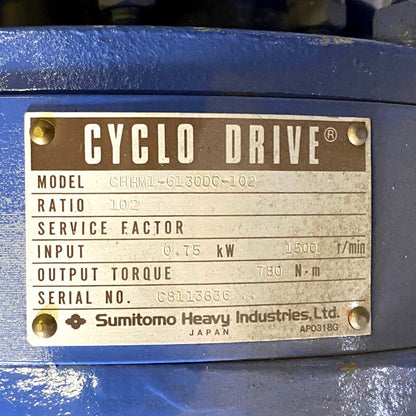 CYCLO DRIVE®
MODEL CHHM1-6130DC-102
RATIO 102
SERVICE FACTOR
INPUT 0.75 kW 1500 r/min
OUTPUT TORQUE 780 N·m
SERIAL NO. C8113836
Sumitomo Heavy Industries, Ltd.
JAPAN AP0318G